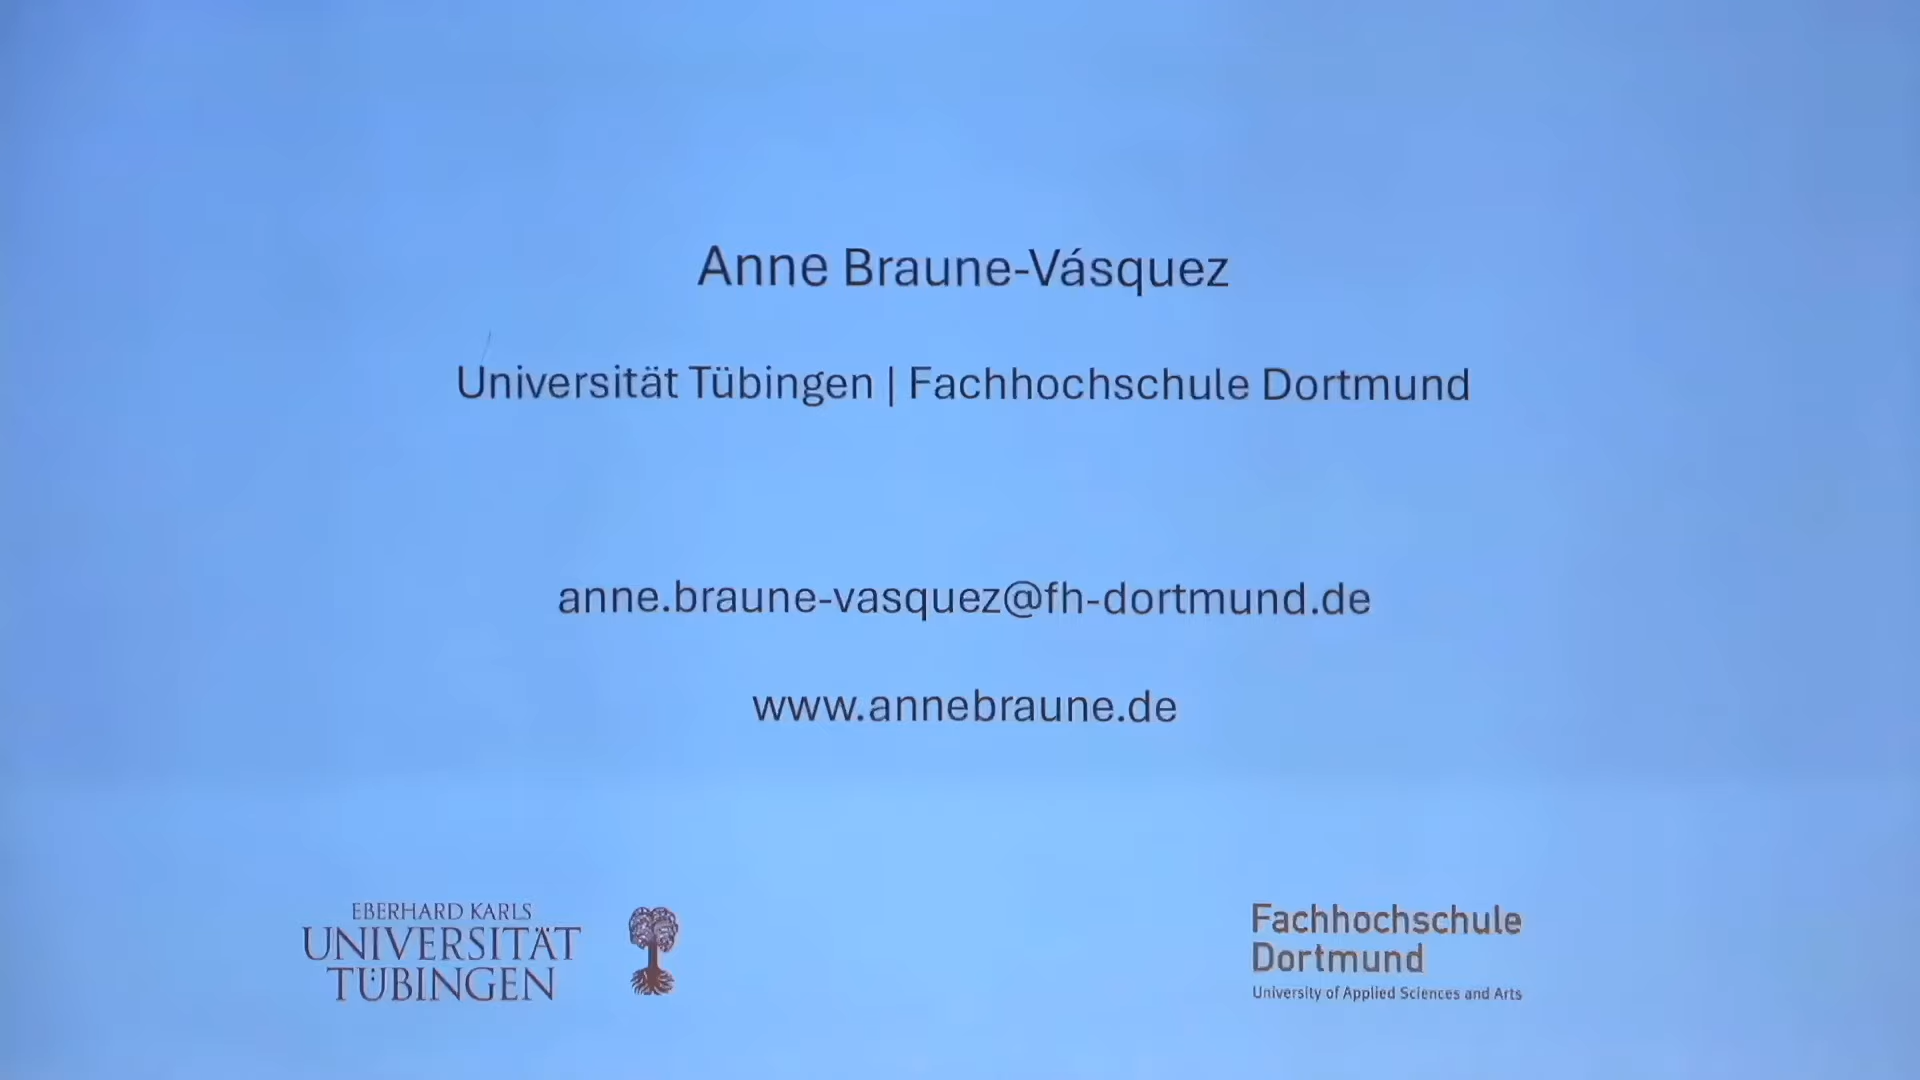 Anne Braune-Vásquez
Universität Tübingen | Fachhochschule Dortmund
anne.braune-vasquez@fh-dortmund.de
www.annebraune.de
EBERHARD KARLS
UNIVERSITÄT
TÜBINGEN
Fachhochschule
Dortmund
University of Applied Sciences and Arts